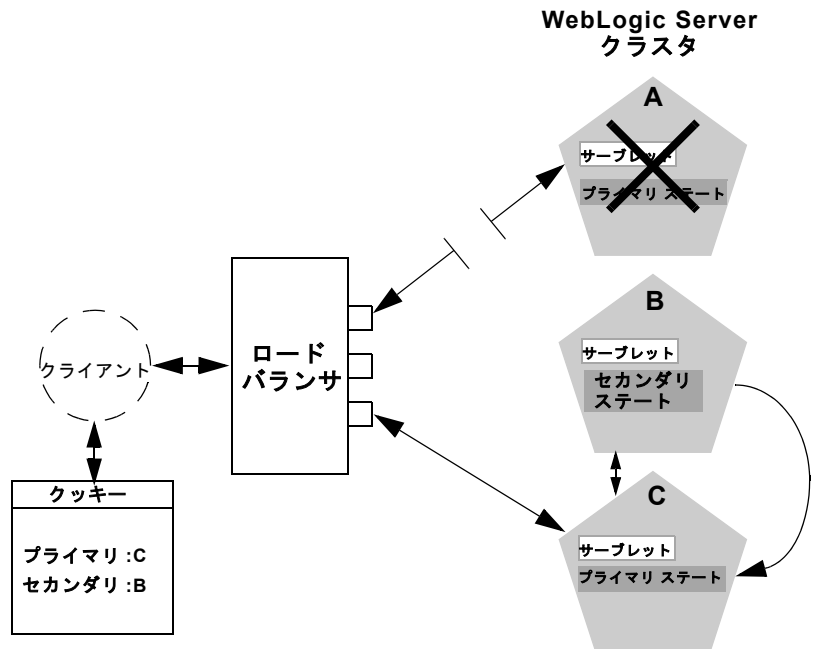 WebLogic Server
クラスタ
A
サーブレット
プライマリ ステート
B
サーブレット
セカンダリ
ステート
C
サーブレット
プライマリ ステート
ロード
バランサ
クライアント
クッキー
プライマリ :C
セカンダリ :B